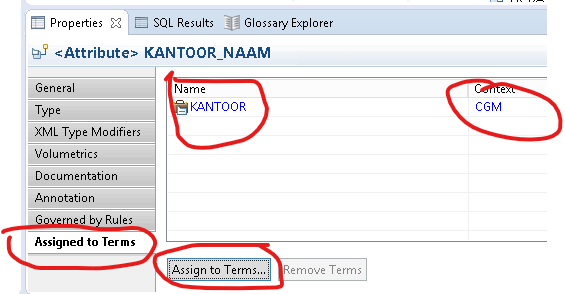 Properties SQL Results Glossary Explorer
<Attribute> KANTOOR_NAAM
General
Type
XML Type Modifiers
Volumetrics
Documentation
Annotation
Governed by Rules
Assigned to Terms
Name Context
KANTOOR CGM
Assign to Terms... Remove Terms